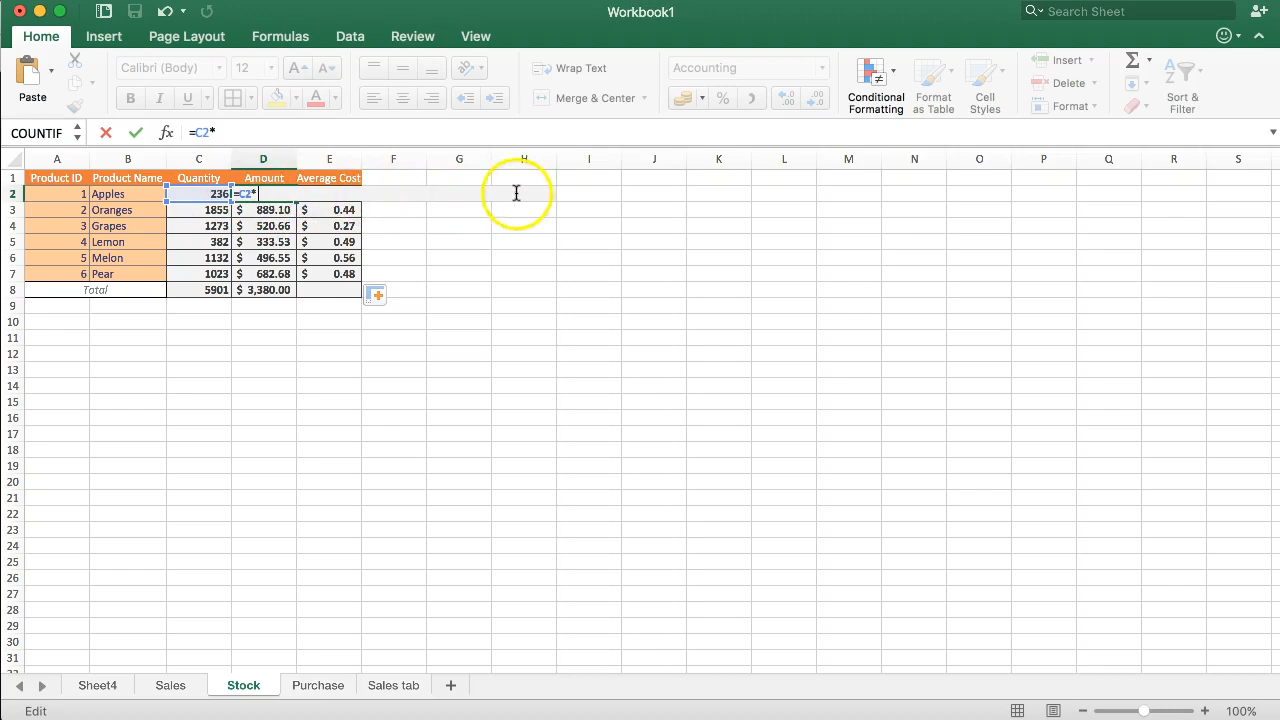 Workbook1
Search Sheet
Home Insert Page Layout Formulas Data Review View
Paste
Calibri (Body) 12
B I U
A
Wrap Text
Merge & Center
Accounting
%
Conditional Formatting
Format as Table
Cell Styles
Insert
Delete
Format
Sort & Filter
COUNTIF fx =C2*
A B C D E F G H I J K L M N O P Q R S
1 Product ID Product Name Quantity Amount Average Cost
2 1 Apples 236 =C2*
3 2 Oranges 1855 $ 889.10 $ 0.44
4 3 Grapes 1273 $ 520.66 $ 0.27
5 4 Lemon 382 $ 333.53 $ 0.49
6 5 Melon 1132 $ 496.55 $ 0.56
7 6 Pear 1023 $ 682.68 $ 0.48
8 Total 5901 $ 3,380.00
9
10
11
12
13
14
15
16
17
18
19
20
21
22
23
24
25
26
27
28
29
30
31
Sheet4 Sales Stock Purchase Sales tab +
Edit 100%